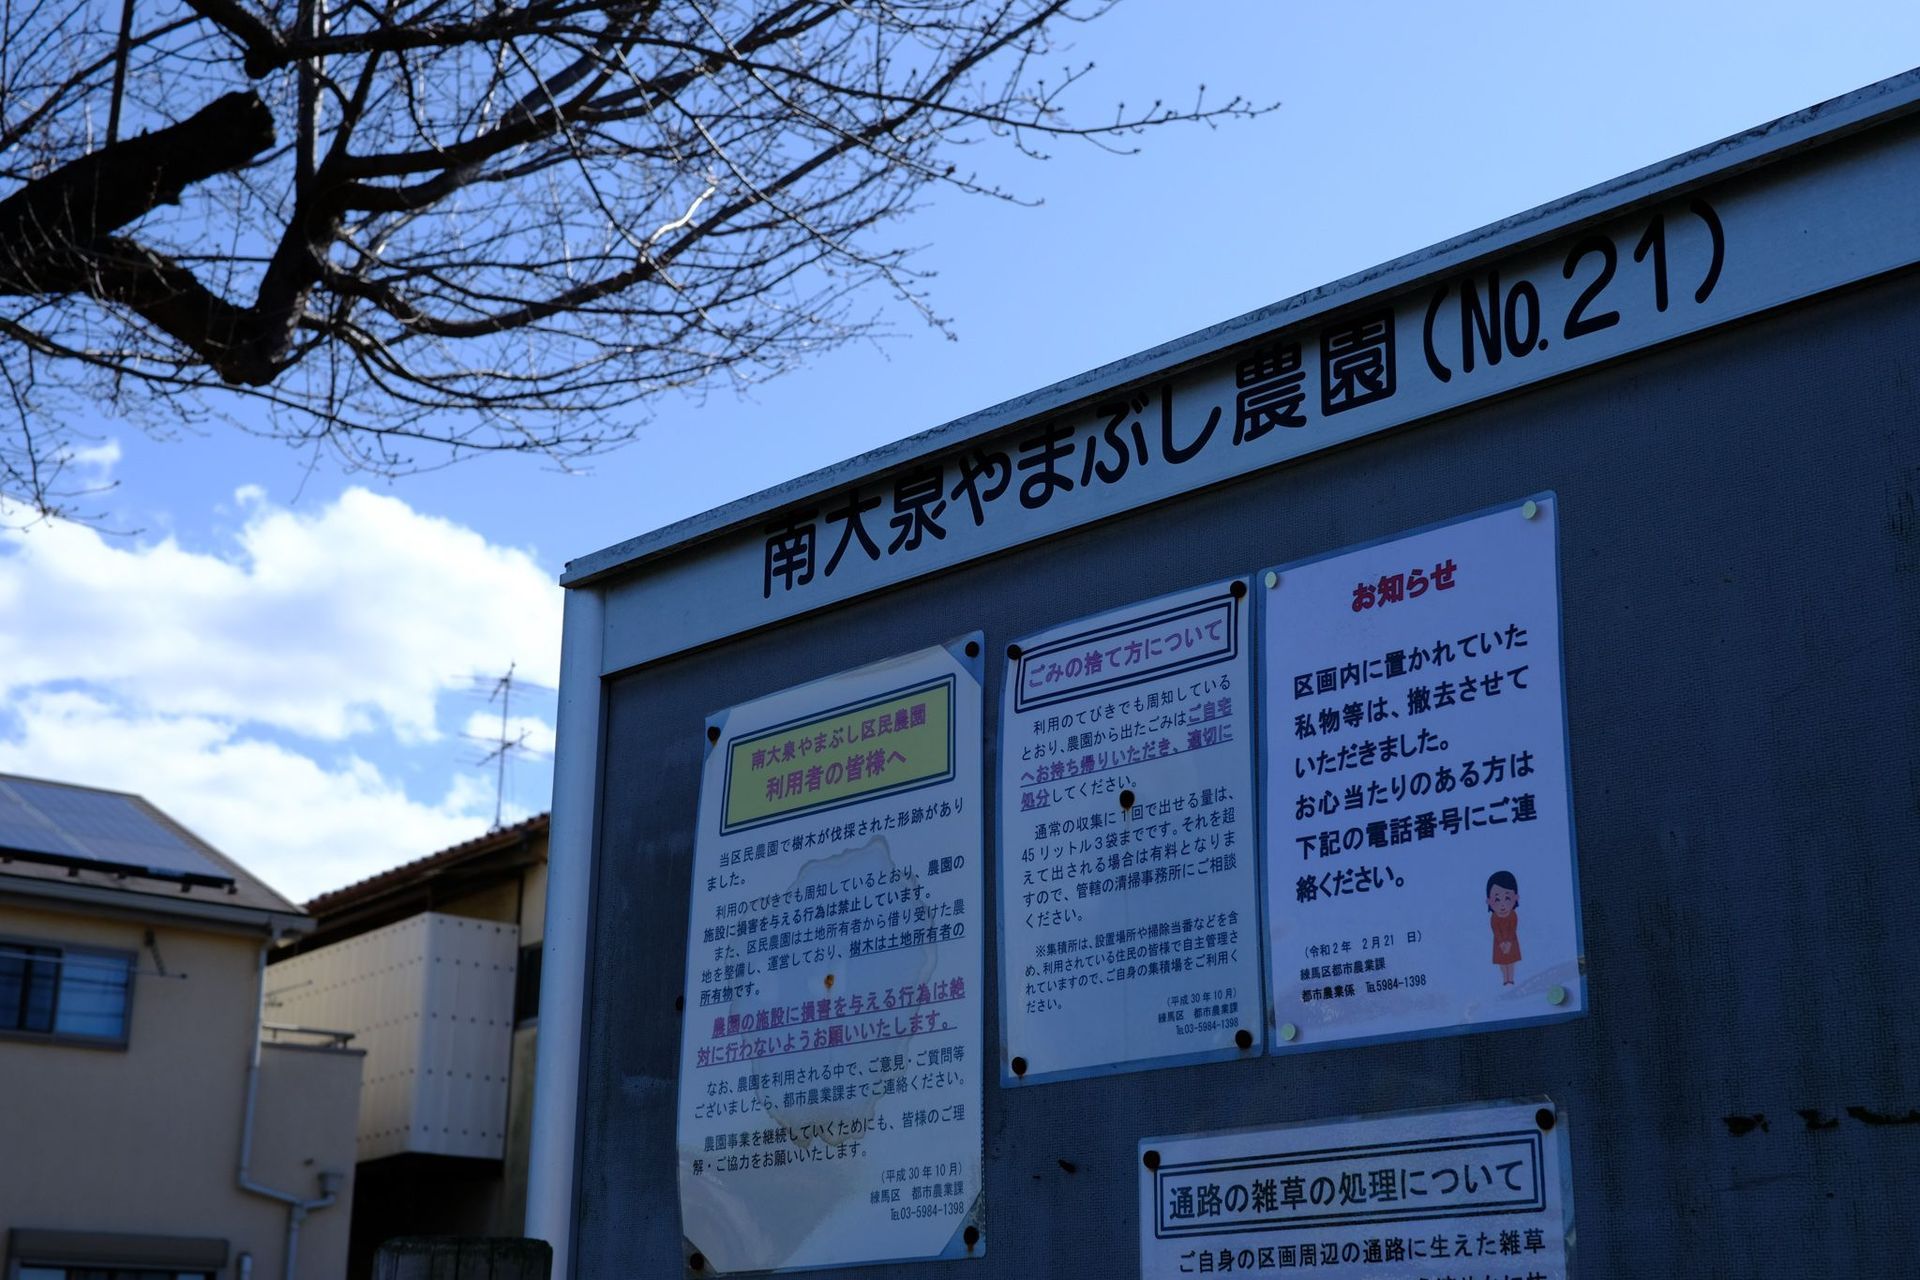 南大泉やまぶし農園(No.21)
南大泉やまぶし区民農園
利用者の皆様へ
当区民農園で樹木が伐採された形跡があり
ました。
利用のてびきでも周知しているとおり、農園の
施設に損害を与える行為は禁止しています。
また、区民農園は土地所有者から借り受けた農
地を整備し、運営しており、樹木は土地所有者の
所有物です。
農園の施設に損害を与える行為は絶
対に行わないようお願いいたします。
なお、農園を利用される中で、ご意見・ご質問等
ございましたら、都市農業課までご連絡ください。
農園事業を継続していくためにも、皆様のご理
解・ご協力をお願いいたします。
(平成30年10月)
練馬区 都市農業課
℡03-5984-1398
ごみの捨て方について
利用のてびきでも周知している
とおり、農園から出たごみはご自宅
へお持ち帰りいただき、適切に
処分してください。
通常の収集に1回で出せる量は、
45リットル3袋までです。それを超
えて出される場合は有料となりま
すので、管轄の清掃事務所にご相談
ください。
※集積所は、設置場所や掃除当番などを含
め、利用されている住民の皆様で自主管理さ
れていますので、ご自身の集積場をご利用く
ださい。
(平成30年10月)
練馬区 都市農業課
℡03-5984-1398
お知らせ
区画内に置かれていた
私物等は、撤去させて
いただきました。
お心当たりのある方は
下記の電話番号にご連
絡ください。
(令和2年 2月21 日)
練馬区都市農業課
都市農業係 ℡5984-1398
通路の雑草の処理について
ご自身の区画周辺の通路に生えた雑草